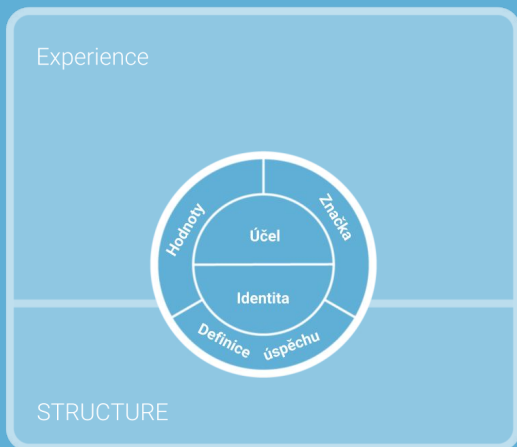 Experience
Hodnoty
Značka
Účel
Identita
Definice úspěchu
STRUCTURE